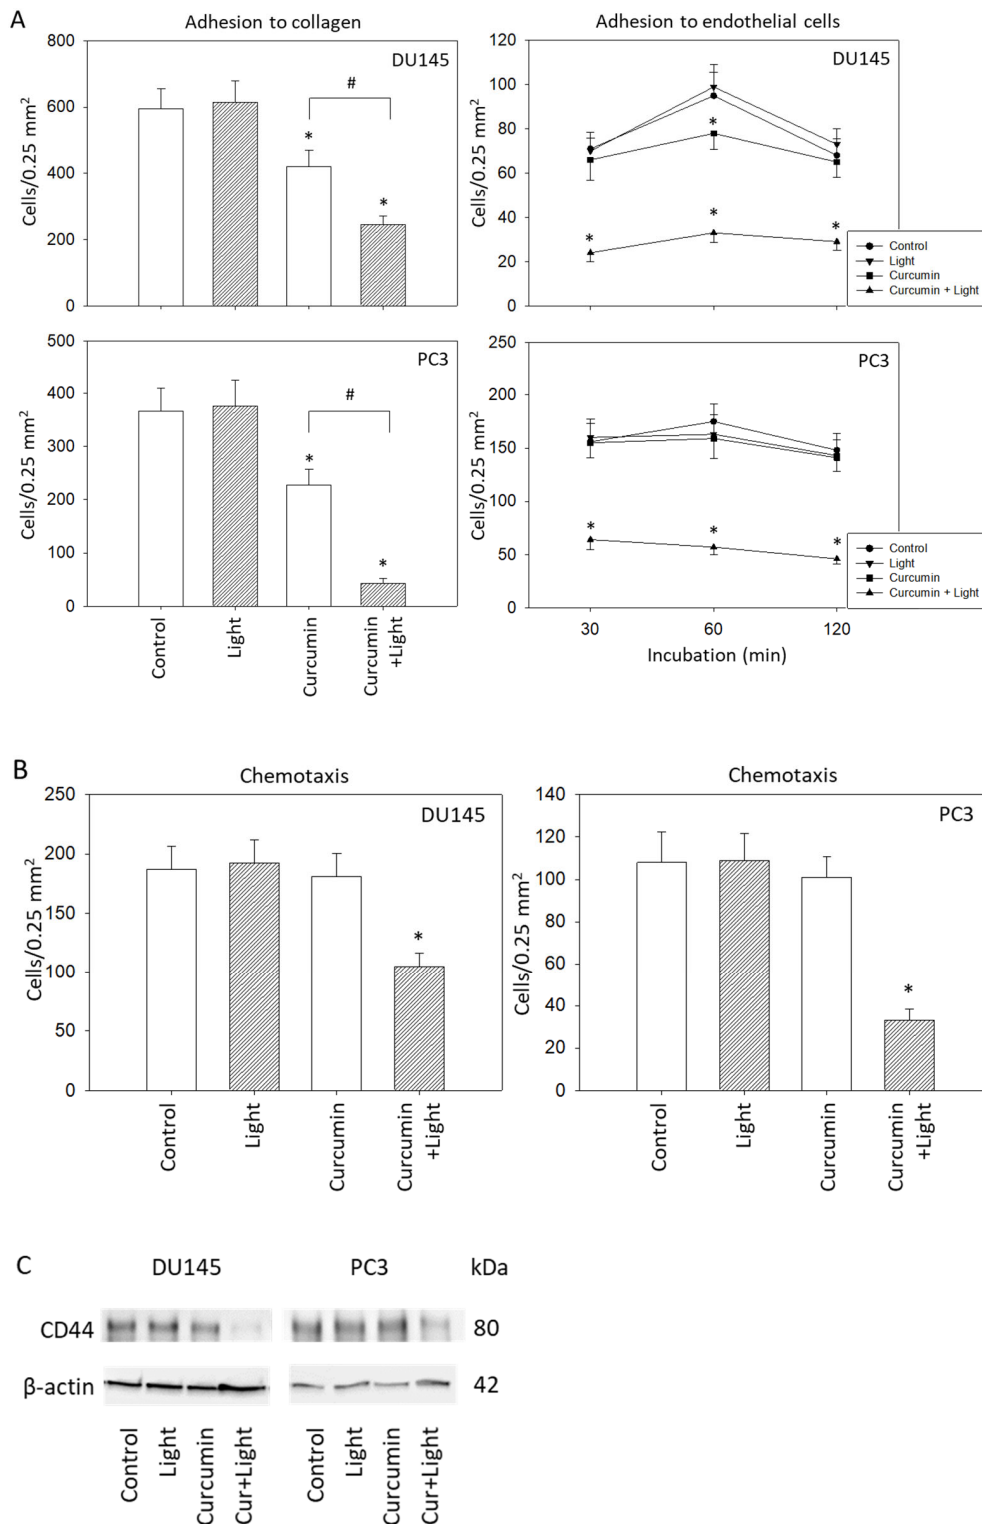 A
Adhesion to collagen
Adhesion to endothelial cells
800
600
400
200
0
Cells/0.25 mm²
DU145
#
*
*
120
100
80
60
40
20
0
Cells/0.25 mm²
DU145
*
*
*
*
Control
Light
Curcumin
Curcumin + Light
500
400
300
200
100
0
Cells/0.25 mm²
PC3
#
*
*
Control
Light
Curcumin
Curcumin
+Light
250
200
150
100
50
0
Cells/0.25 mm²
PC3
*
*
*
Control
Light
Curcumin
Curcumin + Light
30
60
120
Incubation (min)
B
Chemotaxis
250
200
150
100
50
0
Cells/0.25 mm²
DU145
*
Control
Light
Curcumin
Curcumin
+Light
Chemotaxis
140
120
100
80
60
40
20
0
Cells/0.25 mm²
PC3
*
Control
Light
Curcumin
Curcumin
+Light
C
DU145
PC3
kDa
CD44
80
β-actin
42
Control
Light
Curcumin
Cur+Light
Control
Light
Curcumin
Cur+Light